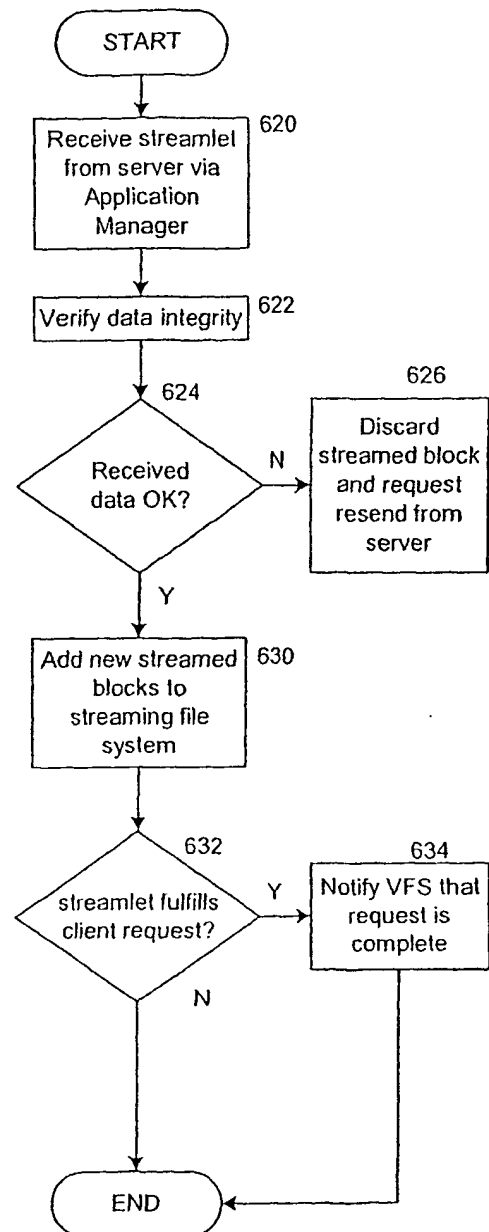 START
620
Receive streamlet
from server via
Application
Manager
622
Verify data integrity
624
Received
data OK?
N
626
Discard
streamed block
and request
resend from
server
Y
630
Add new streamed
blocks to
streaming file
system
632
streamlet fulfills
client request?
Y
634
Notify VFS that
request is
complete
N
END